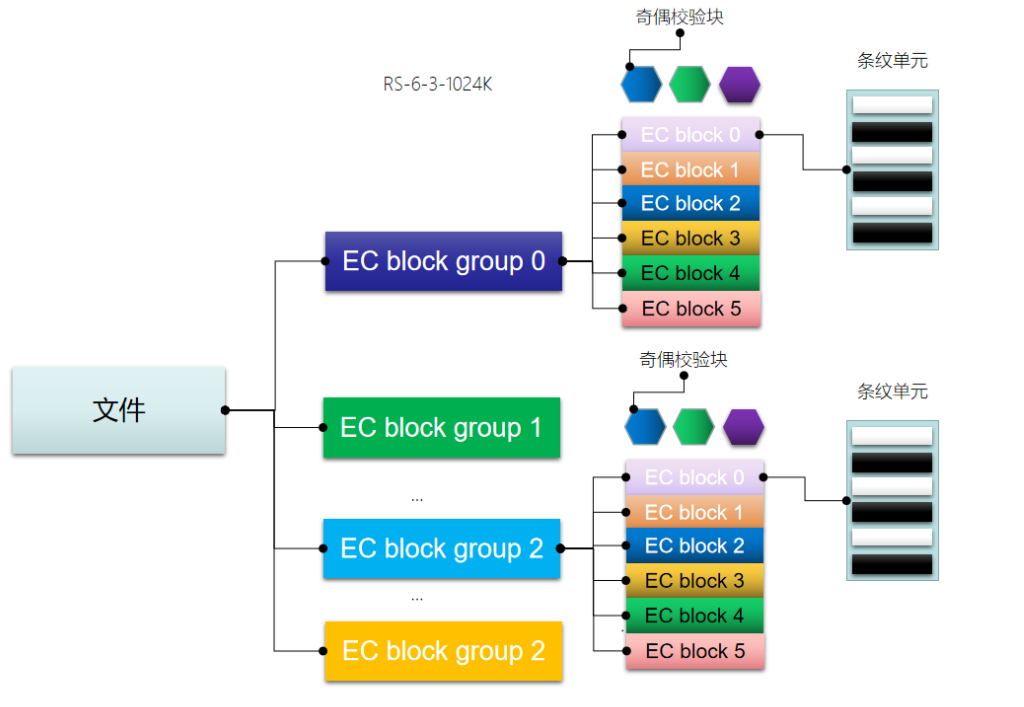 奇偶校验块
条纹单元
RS-6-3-1024K
EC block 0
EC block 1
EC block 2
EC block 3
EC block 4
EC block 5
EC block group 0
奇偶校验块
条纹单元
文件
EC block group 1
...
EC block group 2
...
EC block group 2
EC block 0
EC block 1
EC block 2
EC block 3
EC block 4
EC block 5